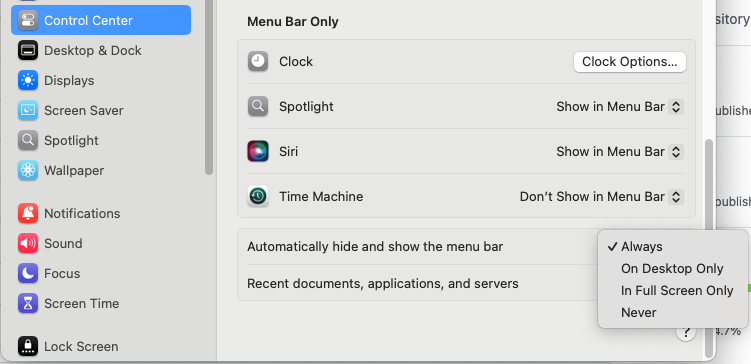 Control Center
Desktop & Dock
Displays
Screen Saver
Spotlight
Wallpaper
Notifications
Sound
Focus
Screen Time
Lock Screen
Menu Bar Only
Clock Clock Options...
Spotlight Show in Menu Bar
Siri Show in Menu Bar
Time Machine Don't Show in Menu Bar
Automatically hide and show the menu bar
✓ Always
On Desktop Only
In Full Screen Only
Never
Recent documents, applications, and servers
?
sitory
publishe
publish
4.7%